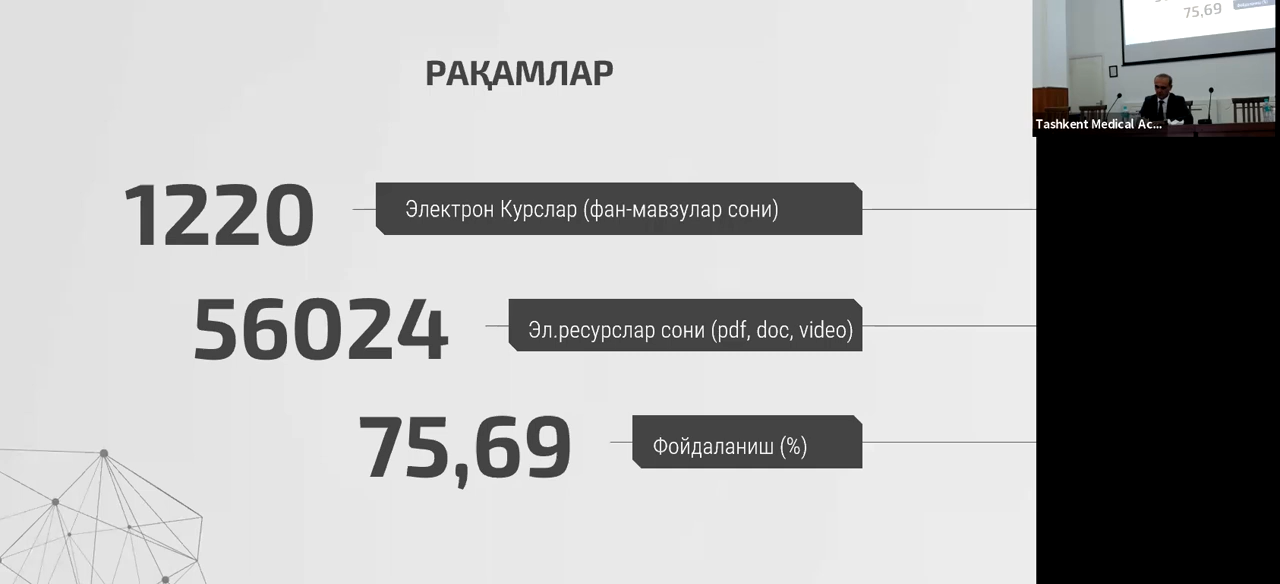 РАҚАМЛАР
1220
Электрон Курслар (фан-мавзулар сони)
56024
Эл.ресурслар сони (pdf, doc, video)
75,69
Фойдаланиш (%)
75,69
Tashkent Medical Ac...